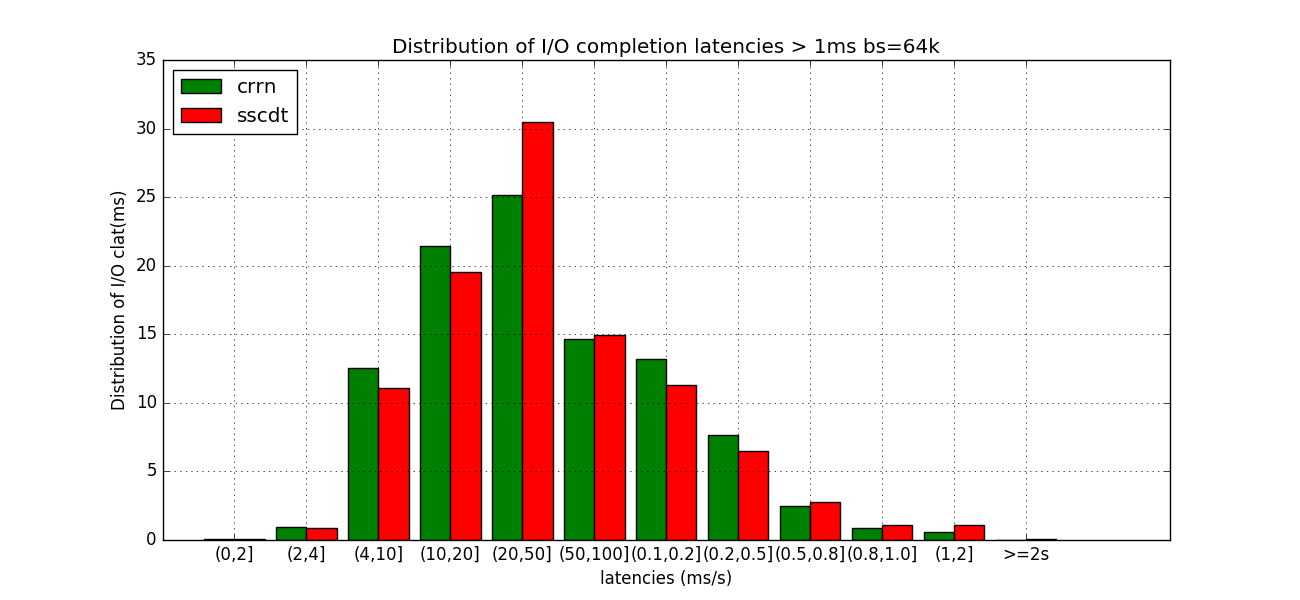 Distribution of I/O completion latencies > 1ms bs=64k
35
30
25
20
15
10
5
0
Distribution of I/O clat(ms)
crrn
sscdt
(0,2] (2,4] (4,10] (10,20] (20,50] (50,100] (0.1,0.2] (0.2,0.5] (0.5,0.8] (0.8,1.0] (1,2] >=2s
latencies (ms/s)